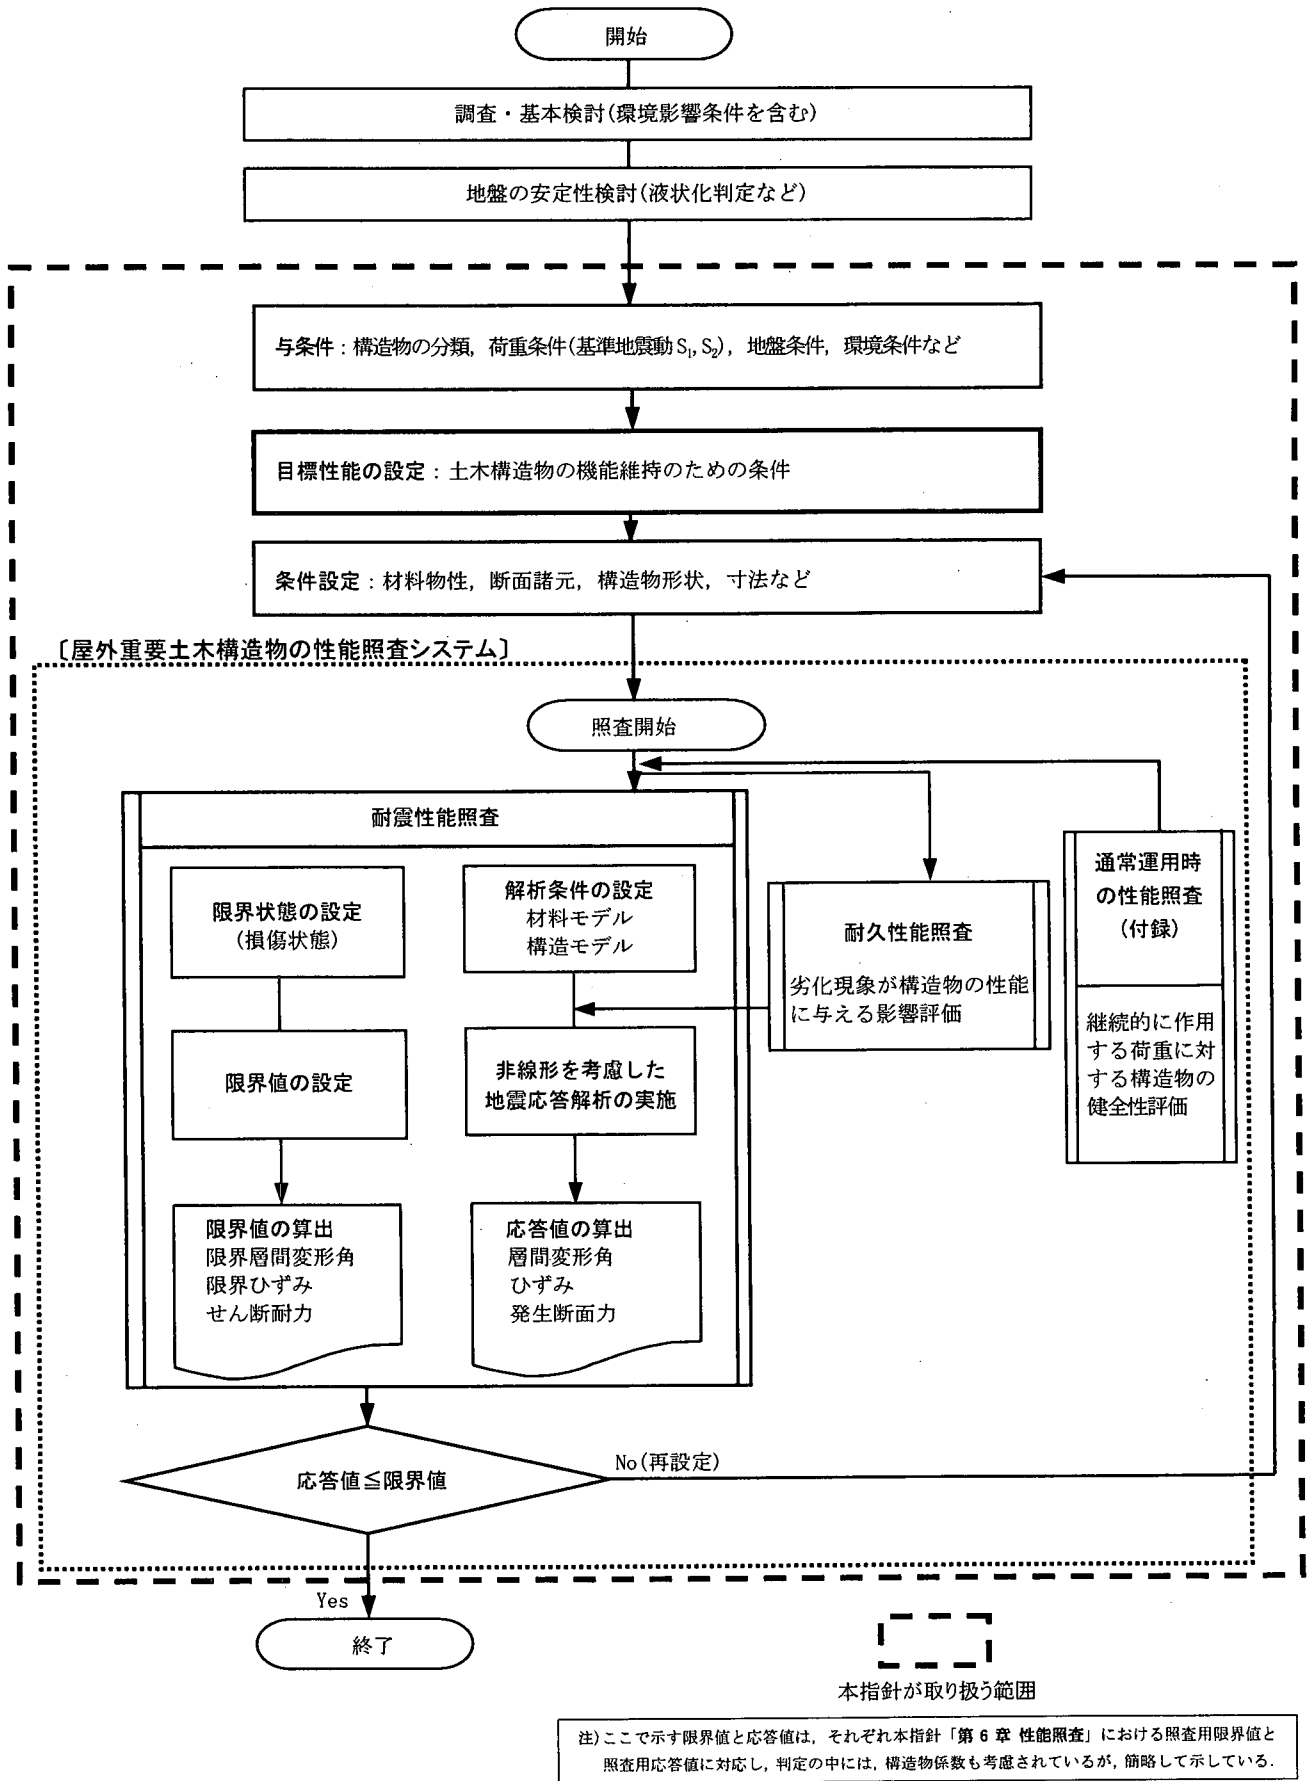 開始
調査・基本検討(環境影響条件を含む)
地盤の安定性検討(液状化判定など)
与条件：構造物の分類，荷重条件(基準地震動S₁,S₂)，地盤条件，環境条件など
目標性能の設定：土木構造物の機能維持のための条件
条件設定：材料物性，断面諸元，構造物形状，寸法など
〔屋外重要土木構造物の性能照査システム〕
照査開始
耐震性能照査
限界状態の設定
(損傷状態)
限界値の設定
限界値の算出
限界層間変形角
限界ひずみ
せん断耐力
解析条件の設定
材料モデル
構造モデル
非線形を考慮した
地震応答解析の実施
応答値の算出
層間変形角
ひずみ
発生断面力
耐久性能照査
劣化現象が構造物の性能
に与える影響評価
通常運用時
の性能照査
(付録)
継続的に作用
する荷重に対
する構造物の
健全性評価
応答値≦限界値
No(再設定)
Yes
終了
本指針が取り扱う範囲
注)ここで示す限界値と応答値は，それぞれ本指針「第 6 章 性能照査」における照査用限界値と
照査用応答値に対応し，判定の中には，構造物係数も考慮されているが，簡略して示している．